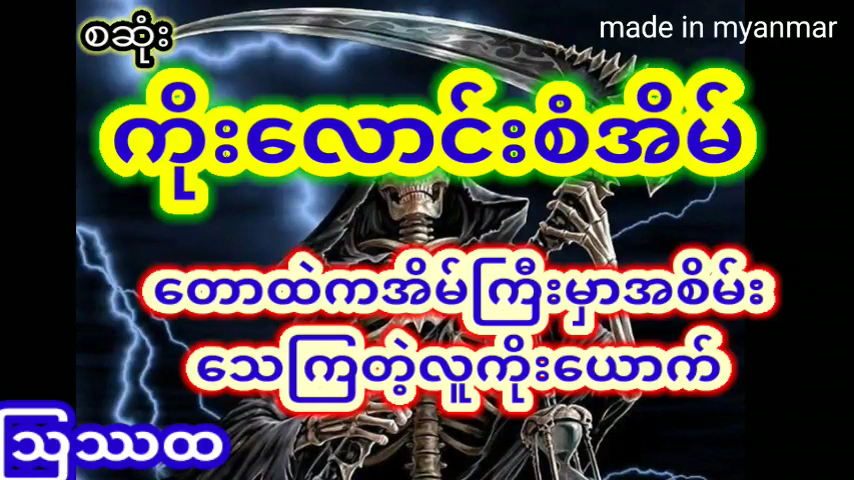 စဆုံး
made in myanmar
ကိုးလောင်းစံအိမ်
တောထဲကအိမ်ကြီးမှာအစိမ်း
သေကြတဲ့လူကိုးယောက်
သြဿထ